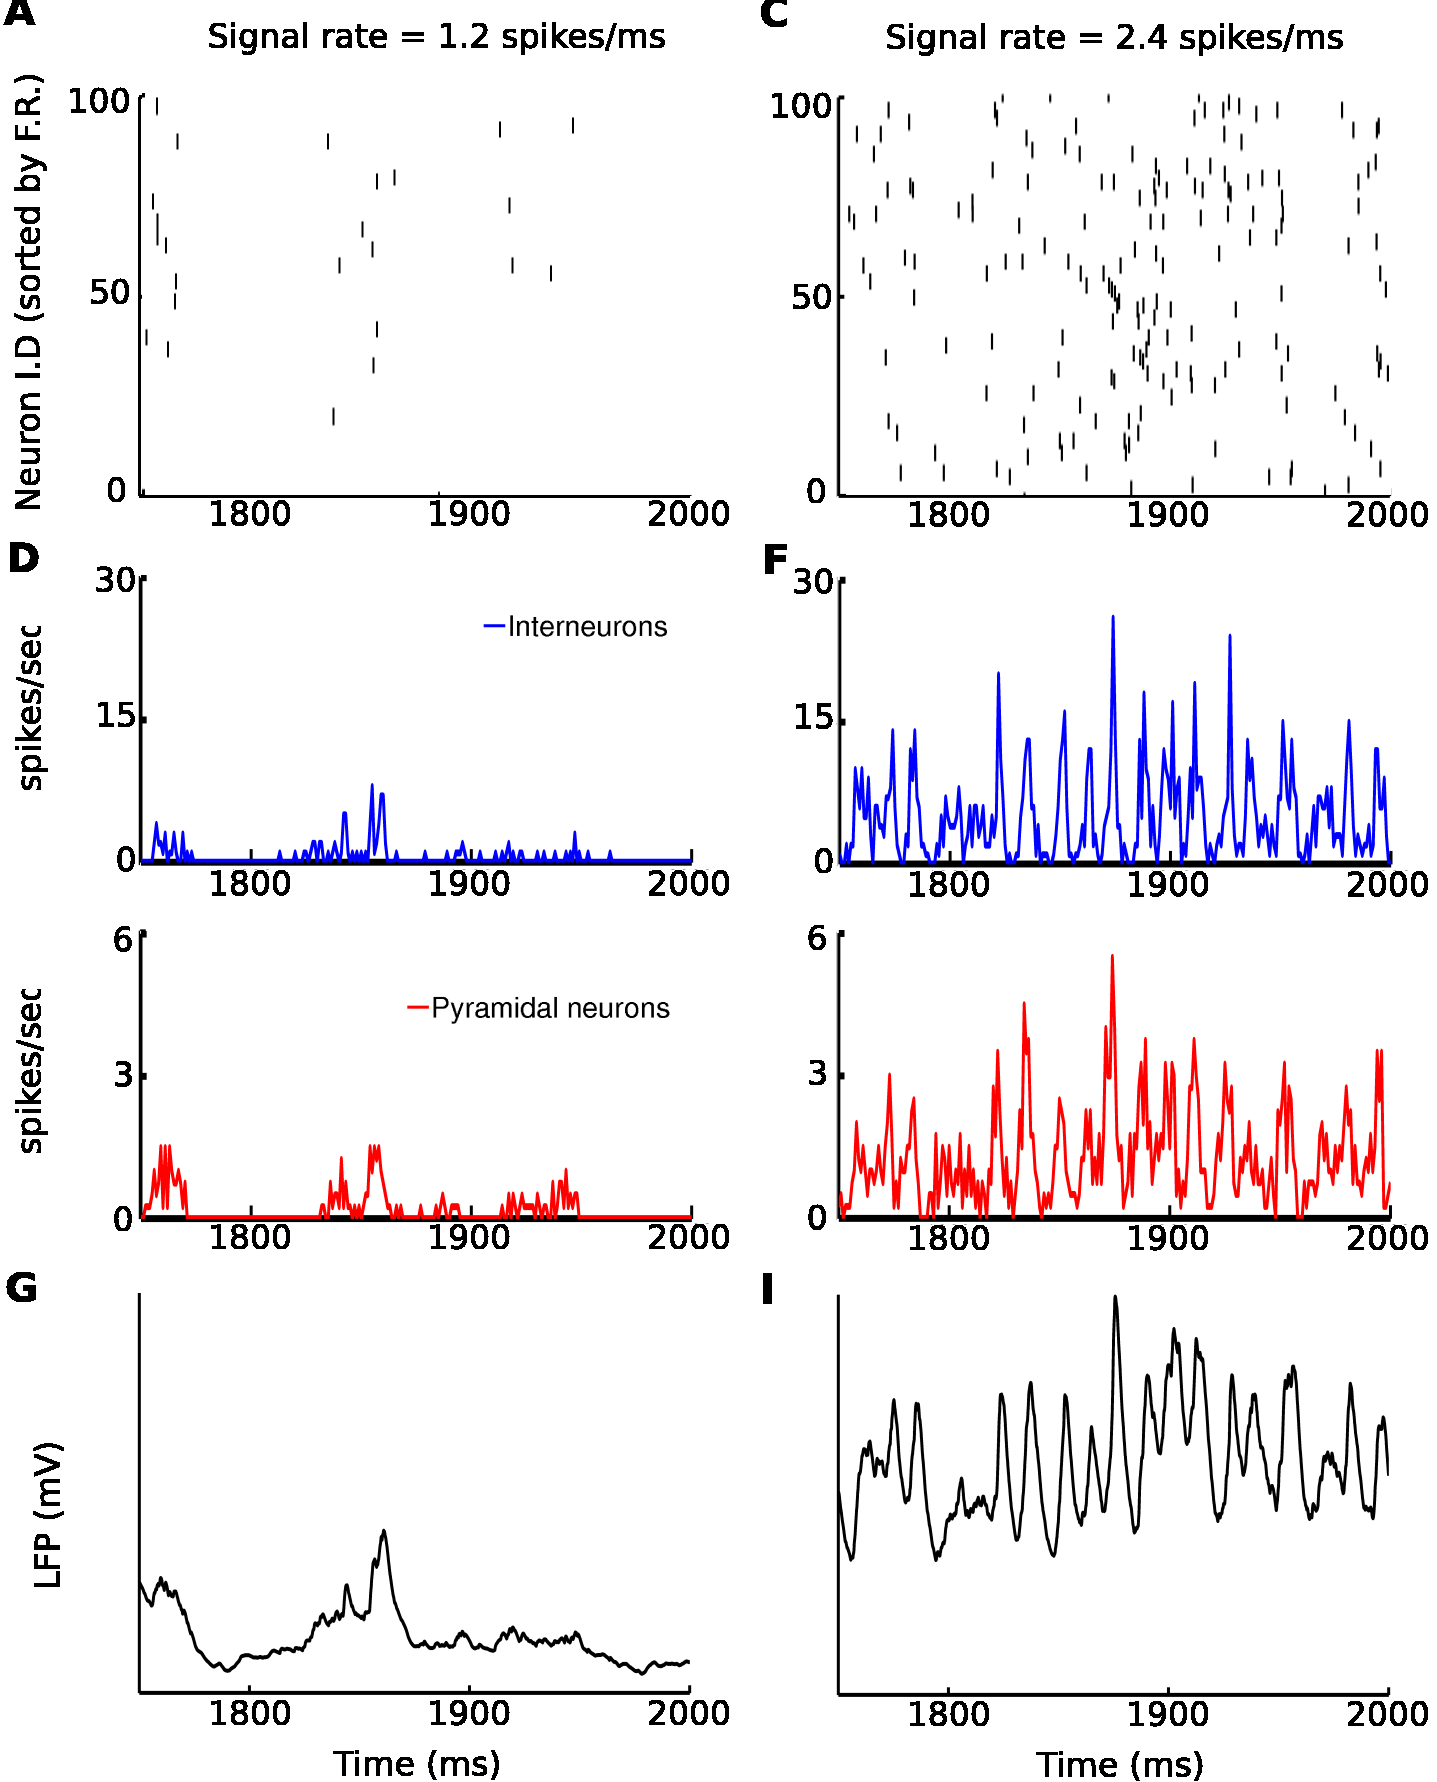 A
Signal rate = 1.2 spikes/ms
Neuron I.D (sorted by F.R.)
100
50
0
1800 1900 2000
C
Signal rate = 2.4 spikes/ms
100
50
0
1800 1900 2000
D
spikes/sec
30
15
0
Interneurons
1800 1900 2000
F
30
15
0
1800 1900 2000
spikes/sec
6
3
0
Pyramidal neurons
1800 1900 2000
6
3
0
1800 1900 2000
G
LFP (mV)
1800 1900 2000
Time (ms)
I
1800 1900 2000
Time (ms)